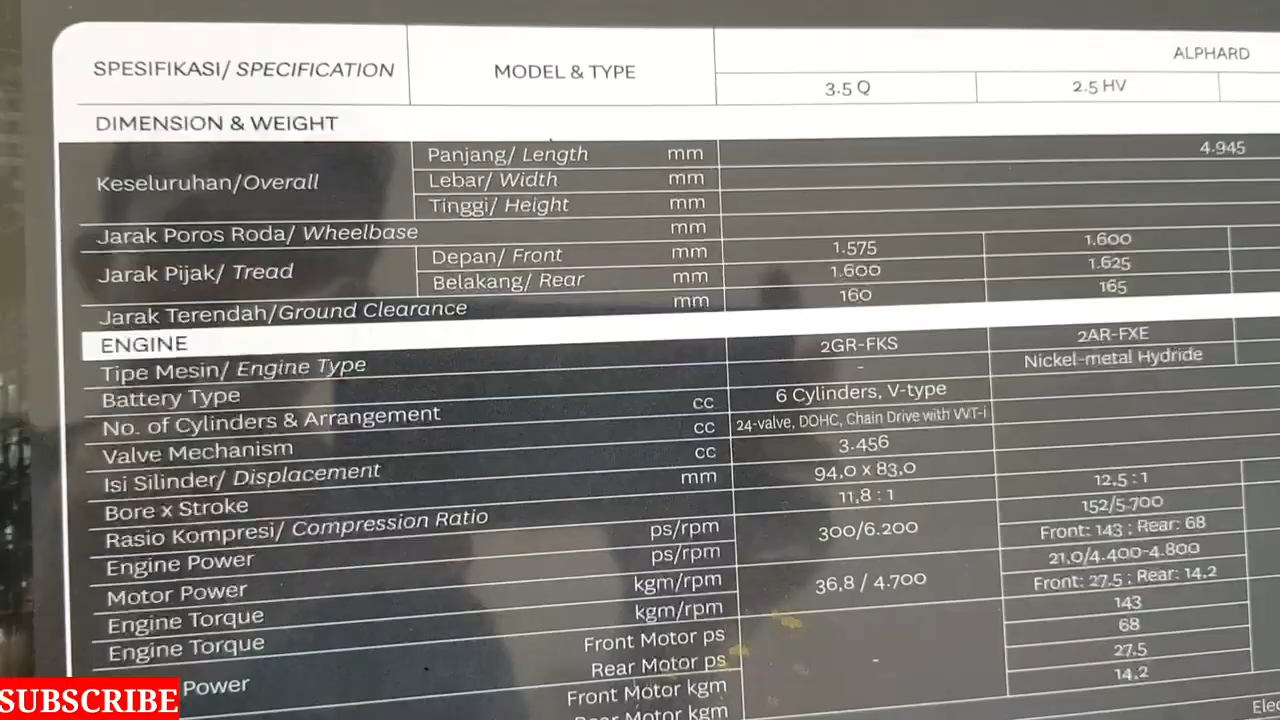 SPESIFIKASI/ SPECIFICATION MODEL & TYPE ALPHARD
3.5 Q 2.5 HV
DIMENSION & WEIGHT
Keseluruhan/Overall Panjang/ Length mm 4.945
Lebar/ Width mm
Tinggi/ Height mm
Jarak Poros Roda/ Wheelbase mm
Jarak Pijak/ Tread Depan/ Front mm 1.575 1.600
Belakang/ Rear mm 1.600 1.625
Jarak Terendah/Ground Clearance mm 160 165
ENGINE
Tipe Mesin/ Engine Type 2GR-FKS 2AR-FXE
Battery Type - Nickel-metal Hydride
No. of Cylinders & Arrangement cc 6 Cylinders, V-type
Valve Mechanism cc 24-valve, DOHC, Chain Drive with VVT-i
Isi Silinder/ Displacement cc 3.456
Bore x Stroke mm 94,0 x 83,0
Rasio Kompresi/ Compression Ratio 11,8 : 1 12,5 : 1
Engine Power ps/rpm 300/6.200 152/5.700
Motor Power ps/rpm Front: 143 ; Rear: 68
Engine Torque kgm/rpm 36,8 / 4.700 21,0/4.400-4.800
Engine Torque kgm/rpm Front: 27,5 ; Rear: 14,2
Power Front Motor ps - 143
Rear Motor ps 68
Front Motor kgm 27,5
Rear Motor kgm 14,2
Elec
SUBSCRIBE